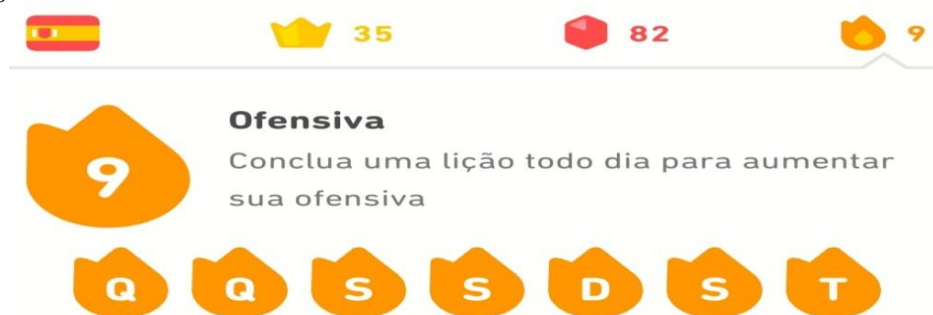 35 82 9
Ofensiva
9
Conclua uma lição todo dia para aumentar
sua ofensiva
Q Q S S D S T